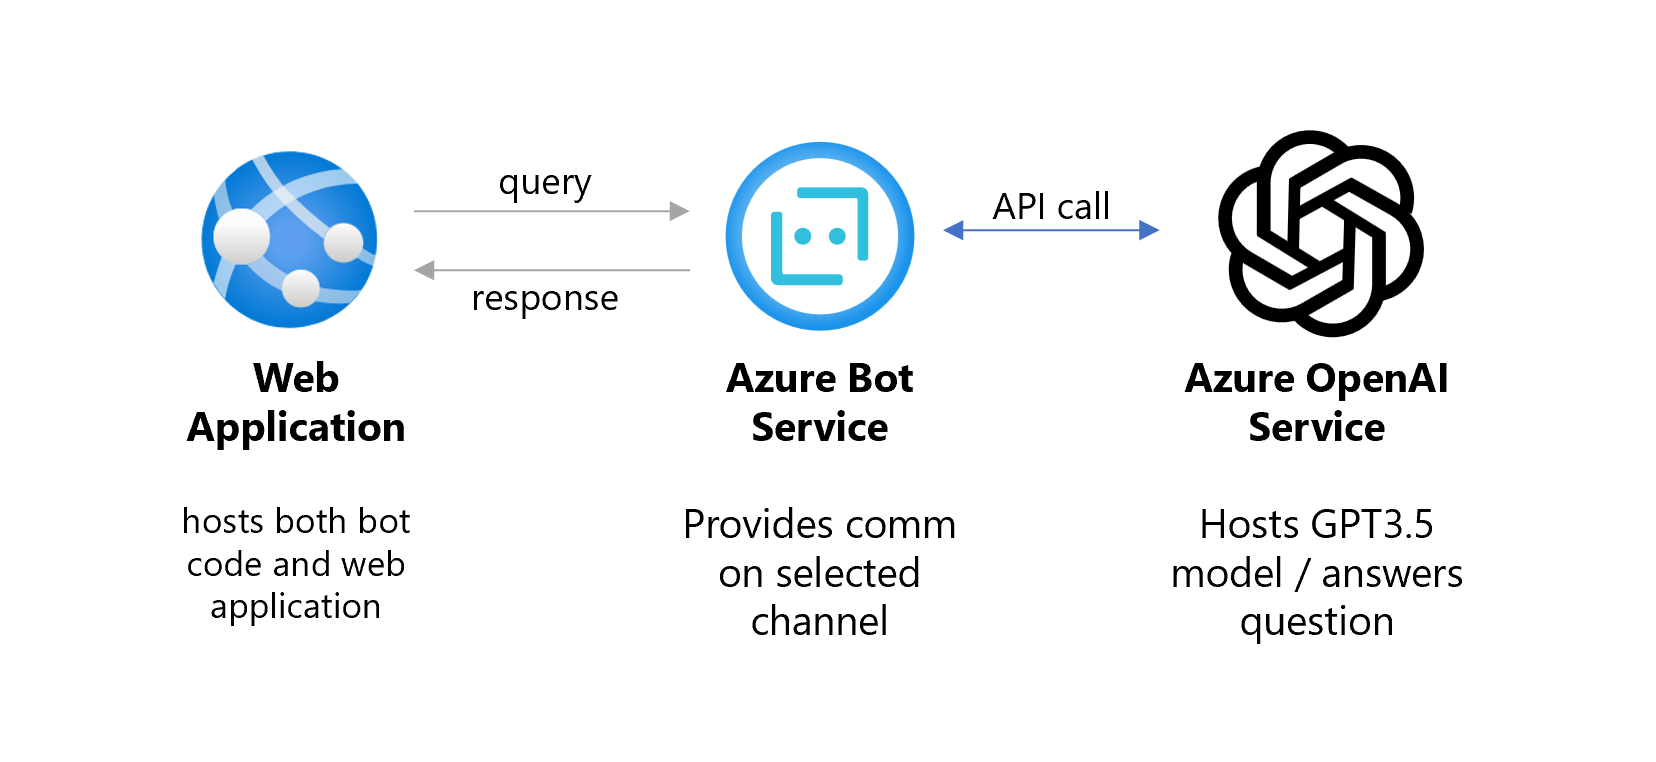 query
response
API call
Web
Application
Azure Bot
Service
Azure OpenAI
Service
hosts both bot
code and web
application
Provides comm
on selected
channel
Hosts GPT3.5
model / answers
question